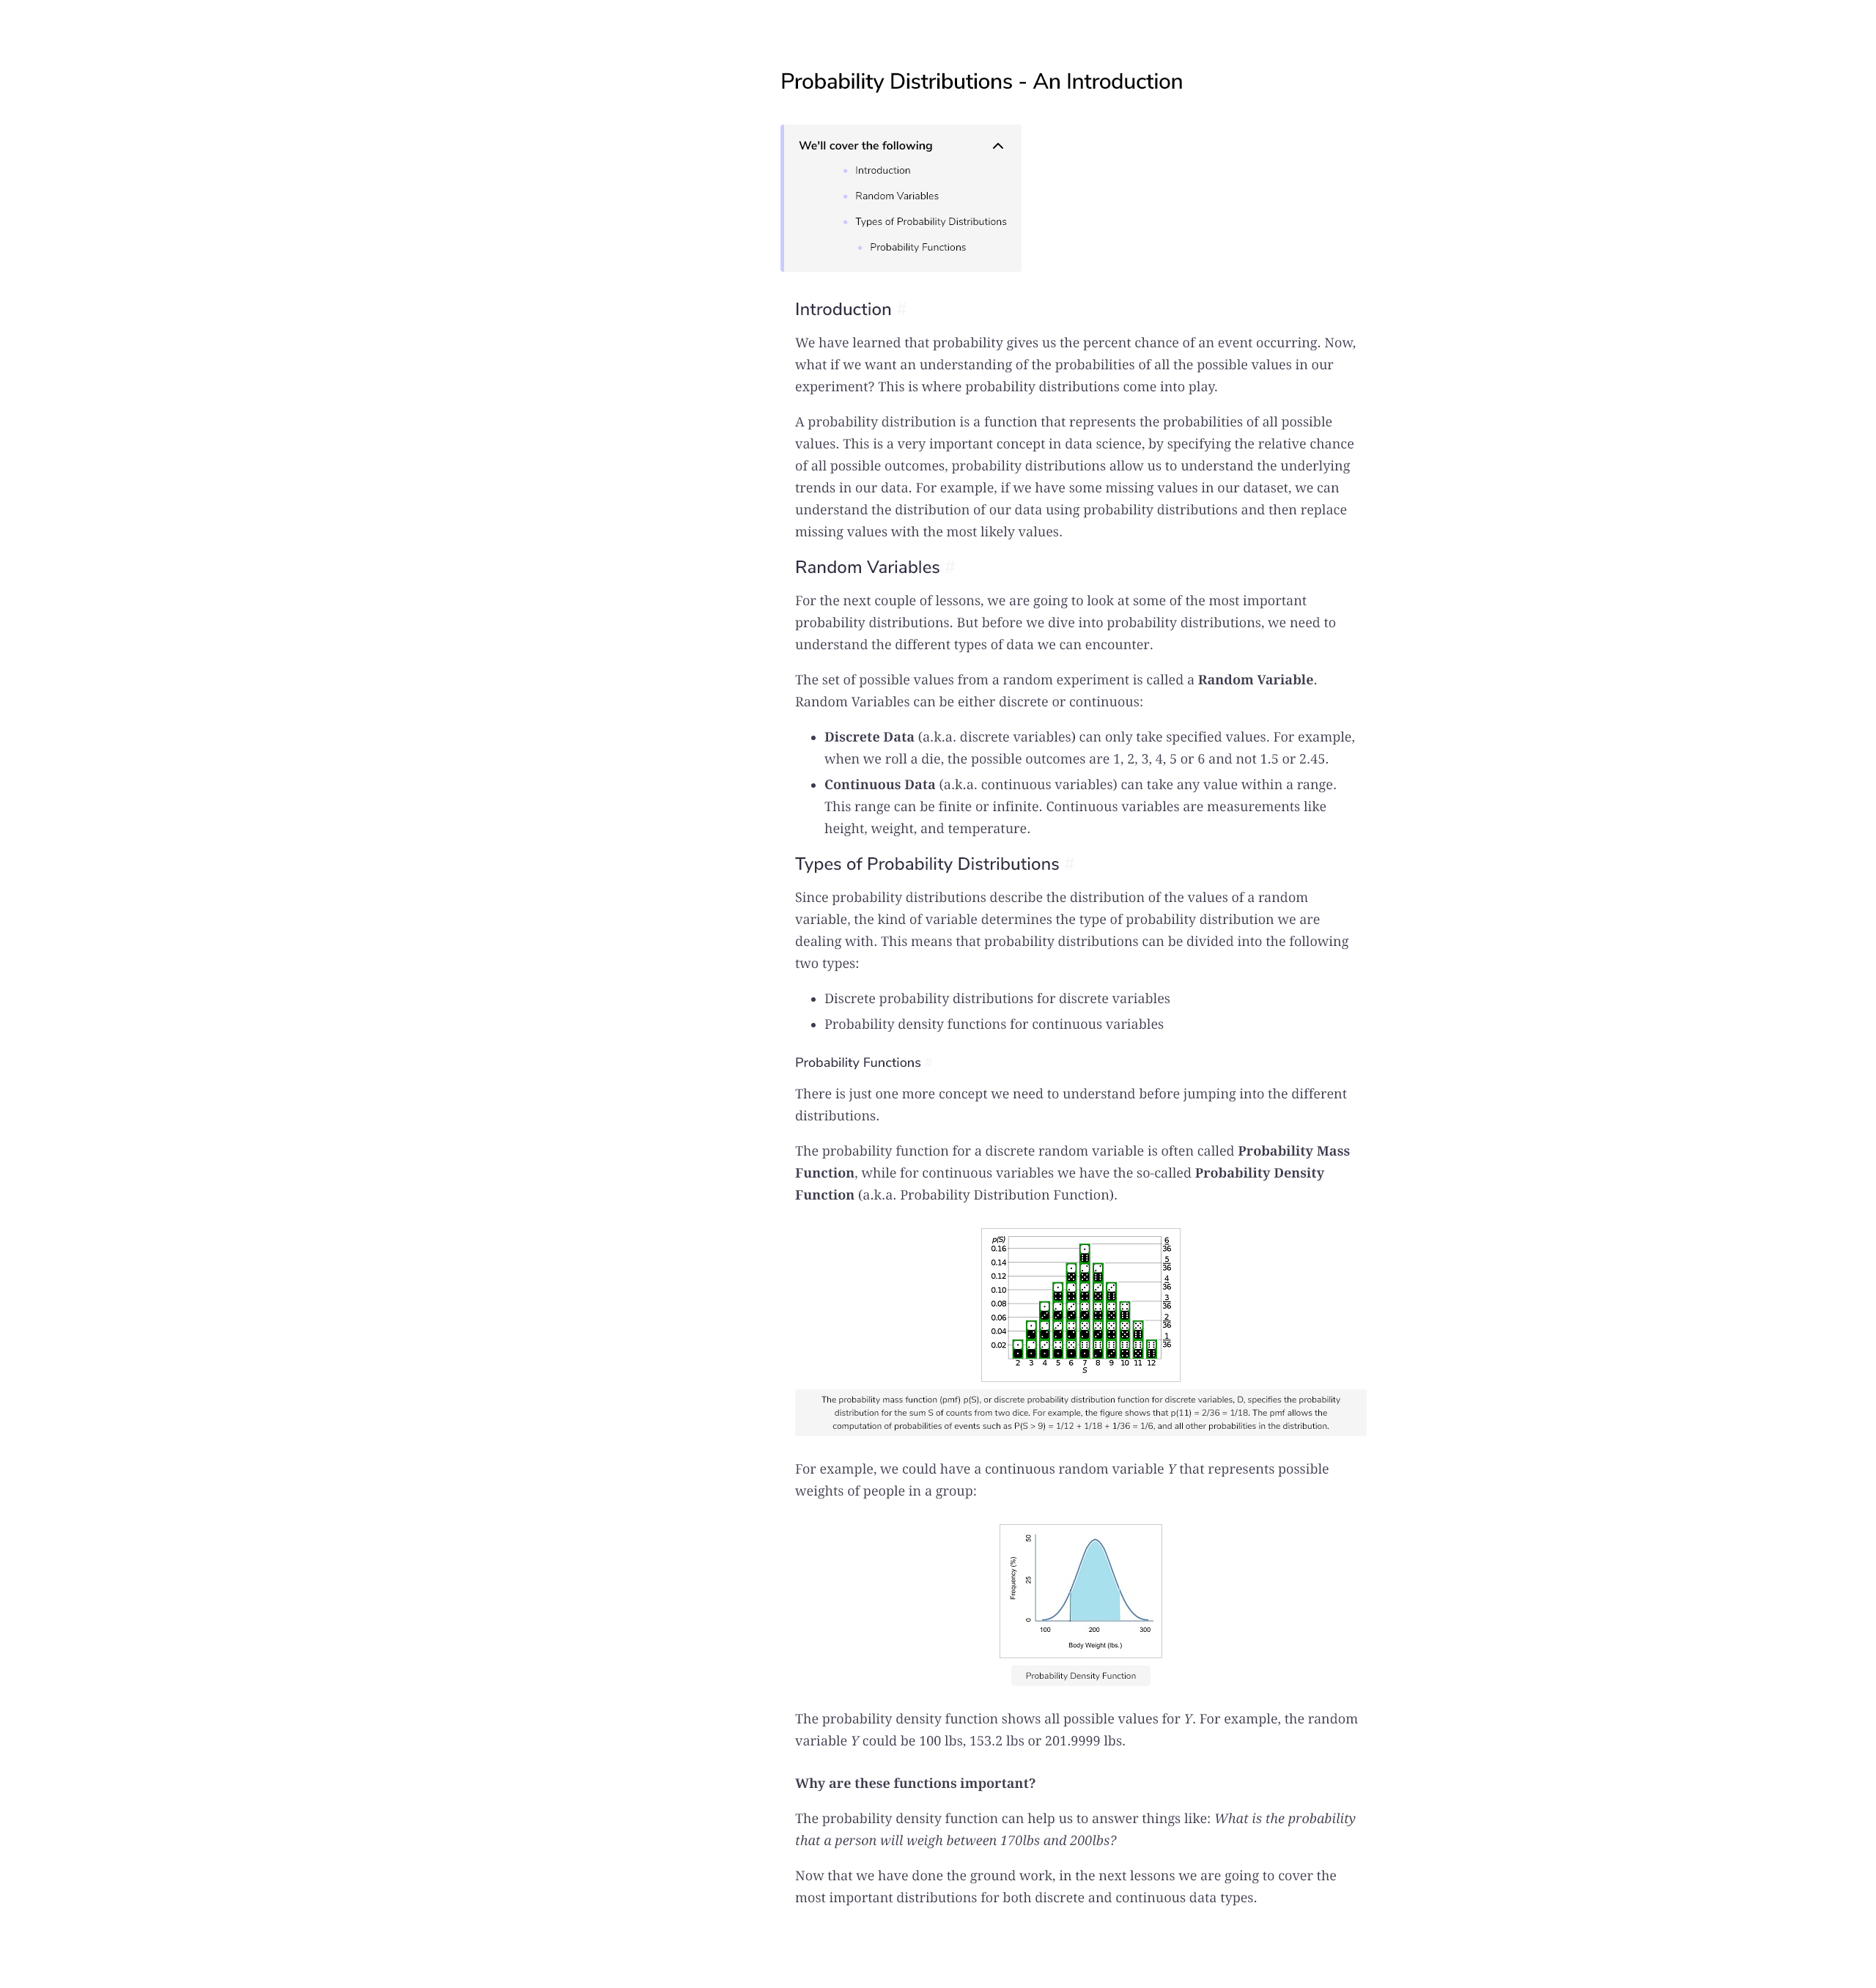 Probability Distributions - An Introduction
We'll cover the following
Introduction
Random Variables
Types of Probability Distributions
Probability Functions
Introduction #
We have learned that probability gives us the percent chance of an event occurring. Now,
what if we want an understanding of the probabilities of all the possible values in our
experiment? This is where probability distributions come into play.
A probability distribution is a function that represents the probabilities of all possible
values. This is a very important concept in data science, by specifying the relative chance
of all possible outcomes, probability distributions allow us to understand the underlying
trends in our data. For example, if we have some missing values in our dataset, we can
understand the distribution of our data using probability distributions and then replace
missing values with the most likely values.
Random Variables #
For the next couple of lessons, we are going to look at some of the most important
probability distributions. But before we dive into probability distributions, we need to
understand the different types of data we can encounter.
The set of possible values from a random experiment is called a Random Variable.
Random Variables can be either discrete or continuous:
• Discrete Data (a.k.a. discrete variables) can only take specified values. For example,
when we roll a die, the possible outcomes are 1, 2, 3, 4, 5 or 6 and not 1.5 or 2.45.
• Continuous Data (a.k.a. continuous variables) can take any value within a range.
This range can be finite or infinite. Continuous variables are measurements like
height, weight, and temperature.
Types of Probability Distributions #
Since probability distributions describe the distribution of the values of a random
variable, the kind of variable determines the type of probability distribution we are
dealing with. This means that probability distributions can be divided into the following
two types:
• Discrete probability distributions for discrete variables
• Probability density functions for continuous variables
Probability Functions #
There is just one more concept we need to understand before jumping into the different
distributions.
The probability function for a discrete random variable is often called Probability Mass
Function, while for continuous variables we have the so-called Probability Density
Function (a.k.a. Probability Distribution Function).
p(S)
0.16
0.14
0.12
0.10
0.08
0.06
0.04
0.02
6/36
5/36
4/36
3/36
2/36
1/36
2 3 4 5 6 7 8 9 10 11 12
S
The probability mass function (pmf) p(S), or discrete probability distribution function for discrete variables, D, specifies the probability
distribution for the sum S of counts from two dice. For example, the figure shows that p(11) = 2/36 = 1/18. The pmf allows the
computation of probabilities of events such as P(S > 9) = 1/12 + 1/18 + 1/36 = 1/6, and all other probabilities in the distribution.
For example, we could have a continuous random variable Y that represents possible
weights of people in a group:
Frequency (%)
50
25
0
100 200 300
Body Weight (lbs.)
Probability Density Function
The probability density function shows all possible values for Y. For example, the random
variable Y could be 100 lbs, 153.2 lbs or 201.9999 lbs.
Why are these functions important?
The probability density function can help us to answer things like: What is the probability
that a person will weigh between 170lbs and 200lbs?
Now that we have done the ground work, in the next lessons we are going to cover the
most important distributions for both discrete and continuous data types.